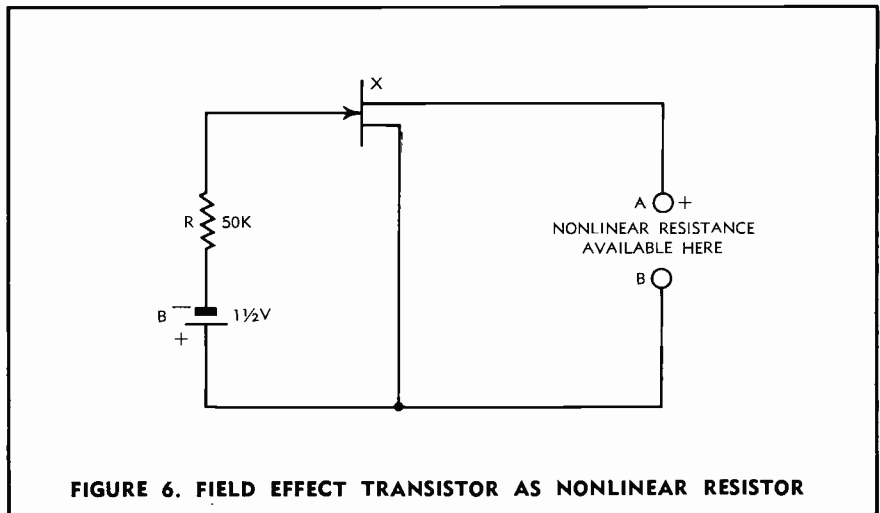 X
R 50K
A +
NONLINEAR RESISTANCE
AVAILABLE HERE
B
B − 1½V
+
FIGURE 6. FIELD EFFECT TRANSISTOR AS NONLINEAR RESISTOR